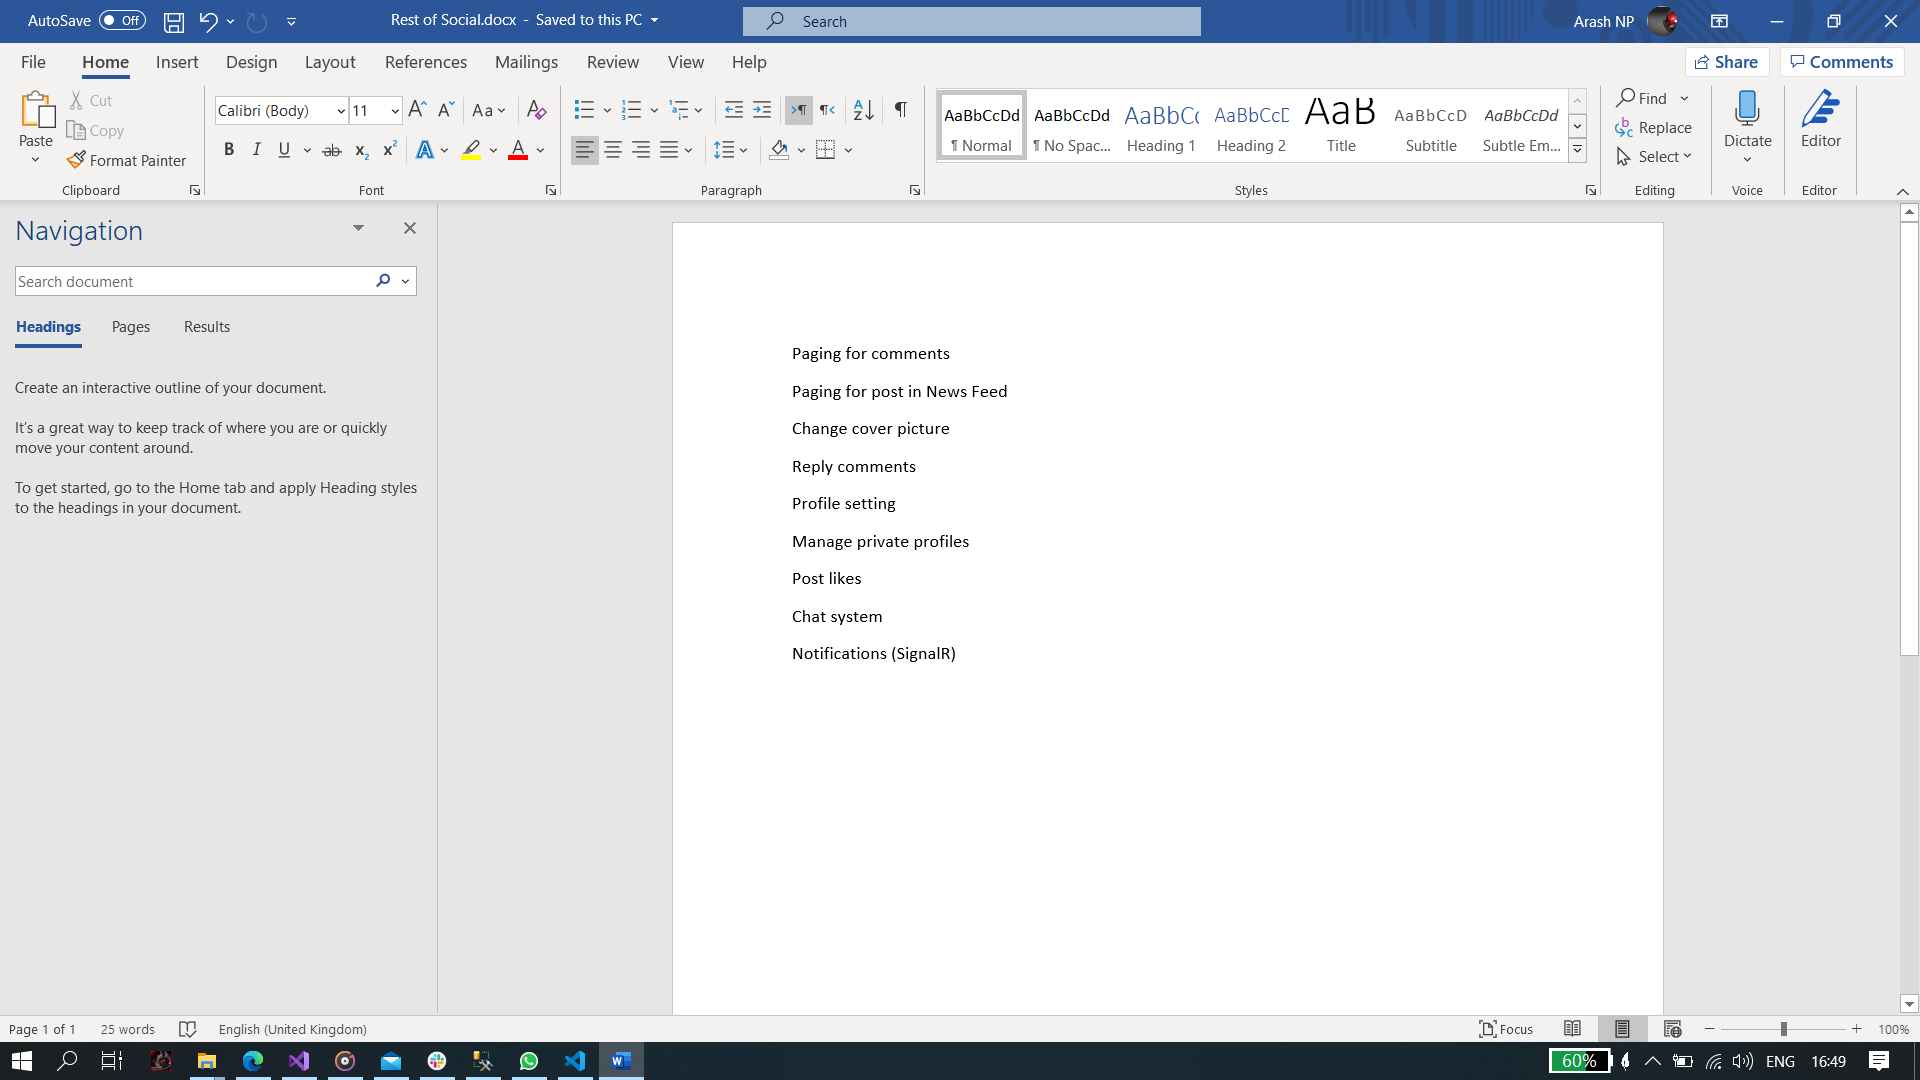 AutoSave Off Rest of Social.docx - Saved to this PC Search Arash NP
File Home Insert Design Layout References Mailings Review View Help Share Comments
Paste Cut Copy Format Painter Clipboard
Calibri (Body) 11 Aa B I U ab x₂ x² A A Font
Paragraph
AaBbCcDd ¶ Normal
AaBbCcDd ¶ No Spac...
AaBbCc Heading 1
AaBbCcD Heading 2
AaB Title
AaBbCcD Subtitle
AaBbCcDd Subtle Em...
Styles
Find Replace Select Editing
Dictate Voice
Editor Editor
Navigation
Search document
Headings Pages Results
Create an interactive outline of your document.
It's a great way to keep track of where you are or quickly
move your content around.
To get started, go to the Home tab and apply Heading styles
to the headings in your document.
Paging for comments
Paging for post in News Feed
Change cover picture
Reply comments
Profile setting
Manage private profiles
Post likes
Chat system
Notifications (SignalR)
Page 1 of 1 25 words English (United Kingdom) Focus 100%
60% ENG 16:49